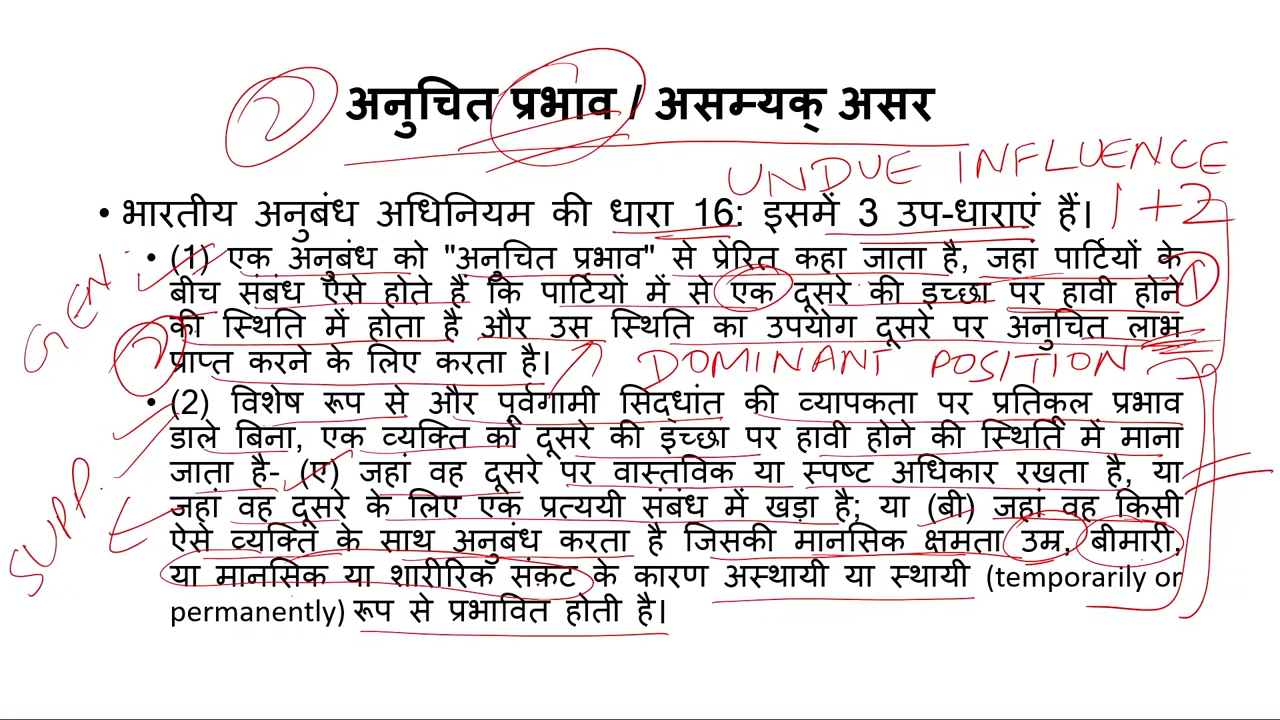 अनुचित प्रभाव / असम्यक् असर
UNDUE INFLUENCE
• भारतीय अनुबंध अधिनियम की धारा 16: इसमें 3 उप-धाराएं हैं। 1+2
GEN.
• (1) एक अनुबंध को "अनुचित प्रभाव" से प्रेरित कहा जाता है, जहां पार्टियों के
बीच संबंध ऐसे होते हैं कि पार्टियों में से एक दूसरे की इच्छा पर हावी होने
की स्थिति में होता है और उस स्थिति का उपयोग दूसरे पर अनुचित लाभ
प्राप्त करने के लिए करता है।
DOMINANT POSITION
SUPP.
• (2) विशेष रूप से और पूर्वगामी सिद्धांत की व्यापकता पर प्रतिकूल प्रभाव
डाले बिना, एक व्यक्ति को दूसरे की इच्छा पर हावी होने की स्थिति में माना
जाता है- (ए) जहां वह दूसरे पर वास्तविक या स्पष्ट अधिकार रखता है, या
जहां वह दूसरे के लिए एक प्रत्ययी संबंध में खड़ा है; या (बी) जहां वह किसी
ऐसे व्यक्ति के साथ अनुबंध करता है जिसकी मानसिक क्षमता उम्र, बीमारी,
या मानसिक या शारीरिक संकट के कारण अस्थायी या स्थायी (temporarily or
permanently) रूप से प्रभावित होती है।